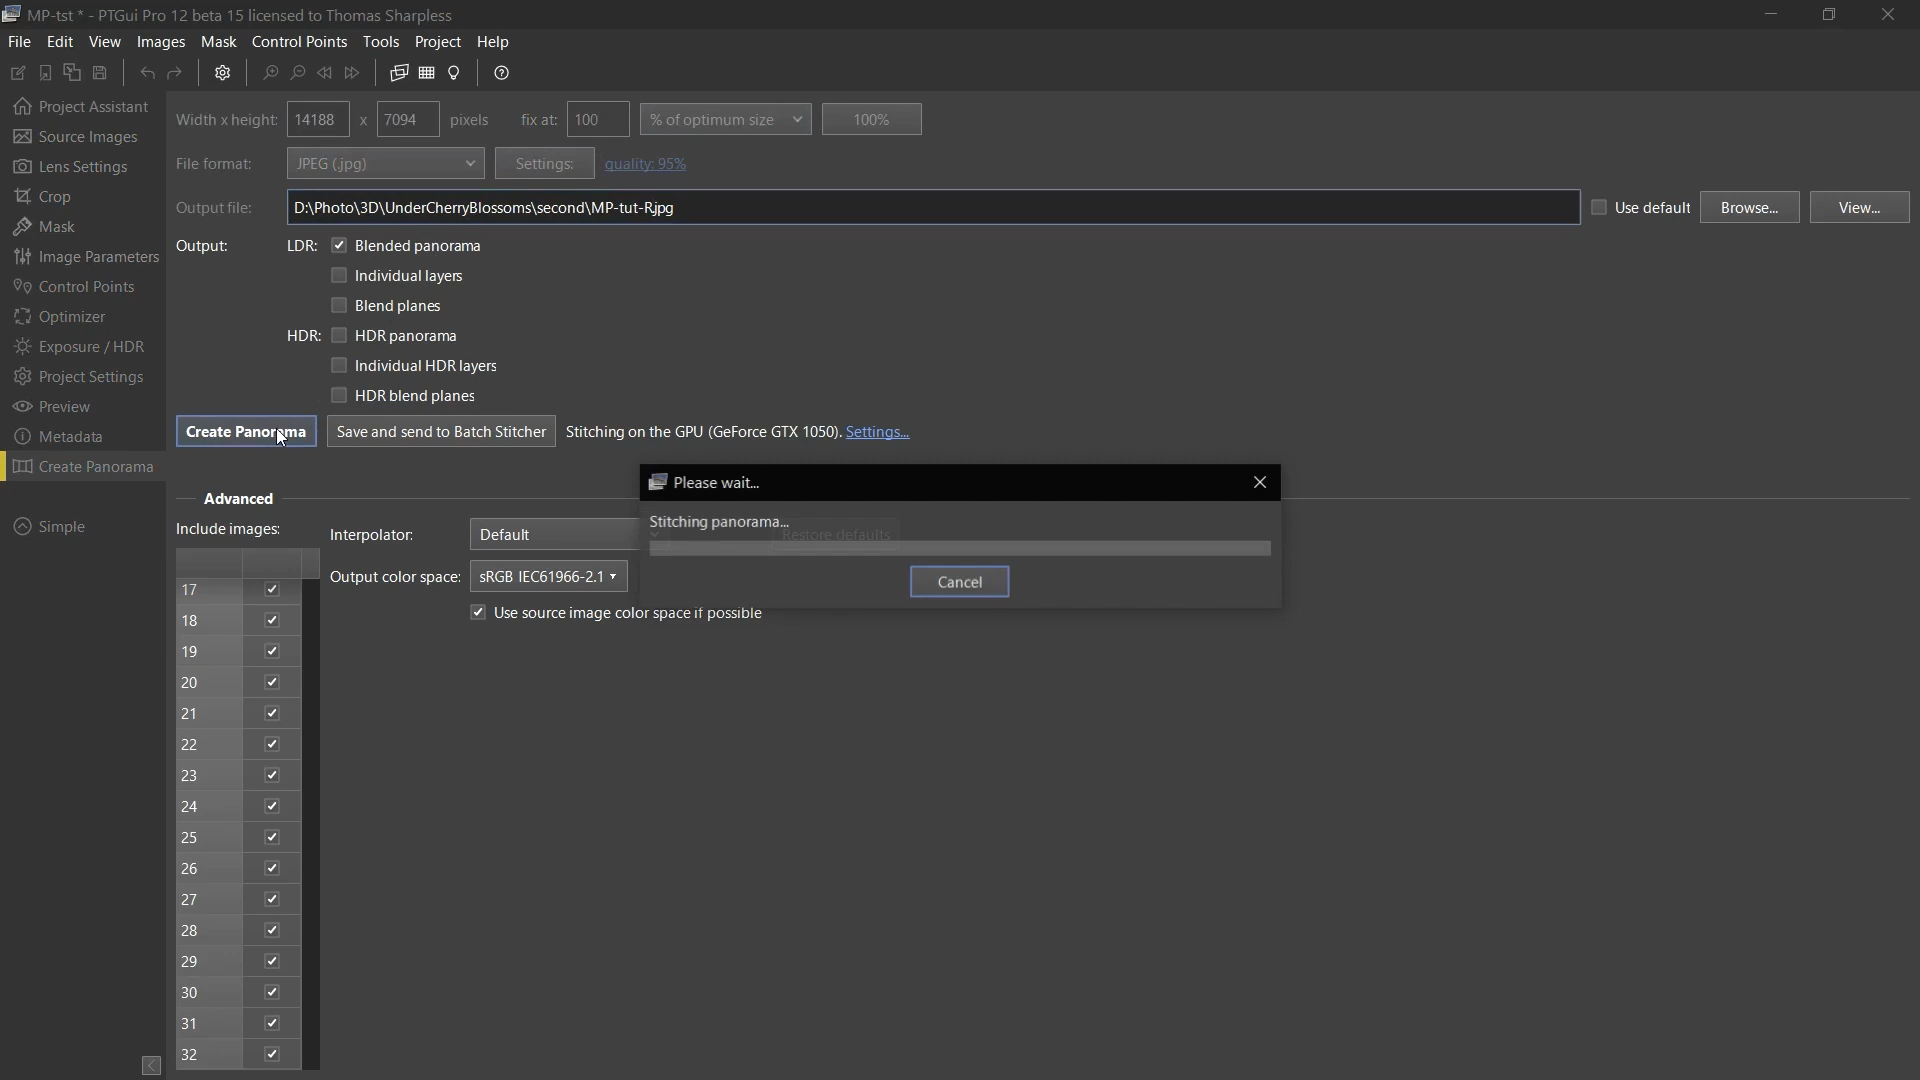 MP-tst * - PTGui Pro 12 beta 15 licensed to Thomas Sharpless
File Edit View Images Mask Control Points Tools Project Help
Project Assistant
Source Images
Lens Settings
Crop
Mask
Image Parameters
Control Points
Optimizer
Exposure / HDR
Project Settings
Preview
Metadata
Create Panorama
Simple
Width x height: 14188 x 7094 pixels fix at: 100 % of optimum size 100%
File format: JPEG (.jpg) Settings: quality: 95%
Output file: D:\Photo\3D\UnderCherryBlossoms\second\MP-tut-R.jpg Use default Browse... View...
Output: LDR: Blended panorama
Individual layers
Blend planes
HDR: HDR panorama
Individual HDR layers
HDR blend planes
Create Panorama Save and send to Batch Stitcher Stitching on the GPU (GeForce GTX 1050). Settings...
Advanced
Include images:
17
18
19
20
21
22
23
24
25
26
27
28
29
30
31
32
Interpolator: Default Restore defaults
Output color space: sRGB IEC61966-2.1
Use source image color space if possible
Please wait...
Stitching panorama...
Cancel